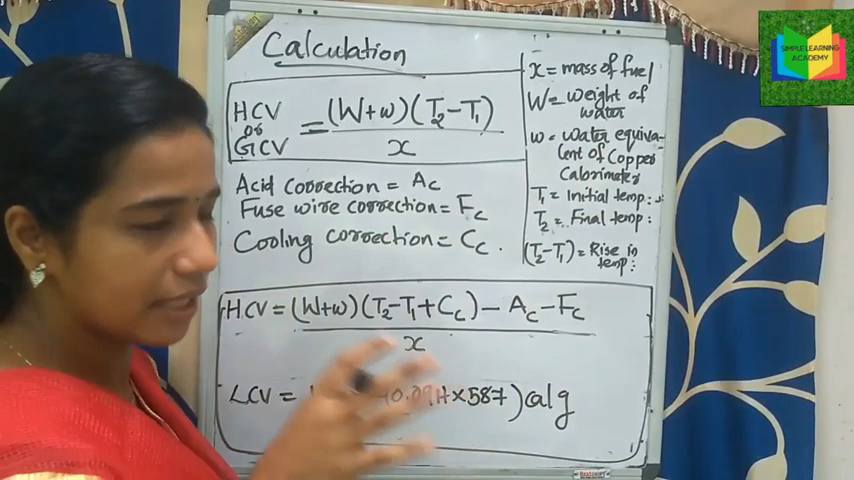 Calculation
HCV
or
GCV
= (W+w)(T2-T1)
x
Acid correction = Ac
Fuse wire correction = Fc
Cooling correction = Cc.
x = mass of fuel
W = weight of
water
w = water equiva-
lent of Copper
Calorimeter
T1 = Initial temp:
T2 = Final temp:
(T2-T1) = Rise in
temp:
HCV = (W+w)(T2-T1+Cc) - Ac - Fc
x
LCV = 0.09H×587) cal g
SIMPLE LEARNING
ACADEMY